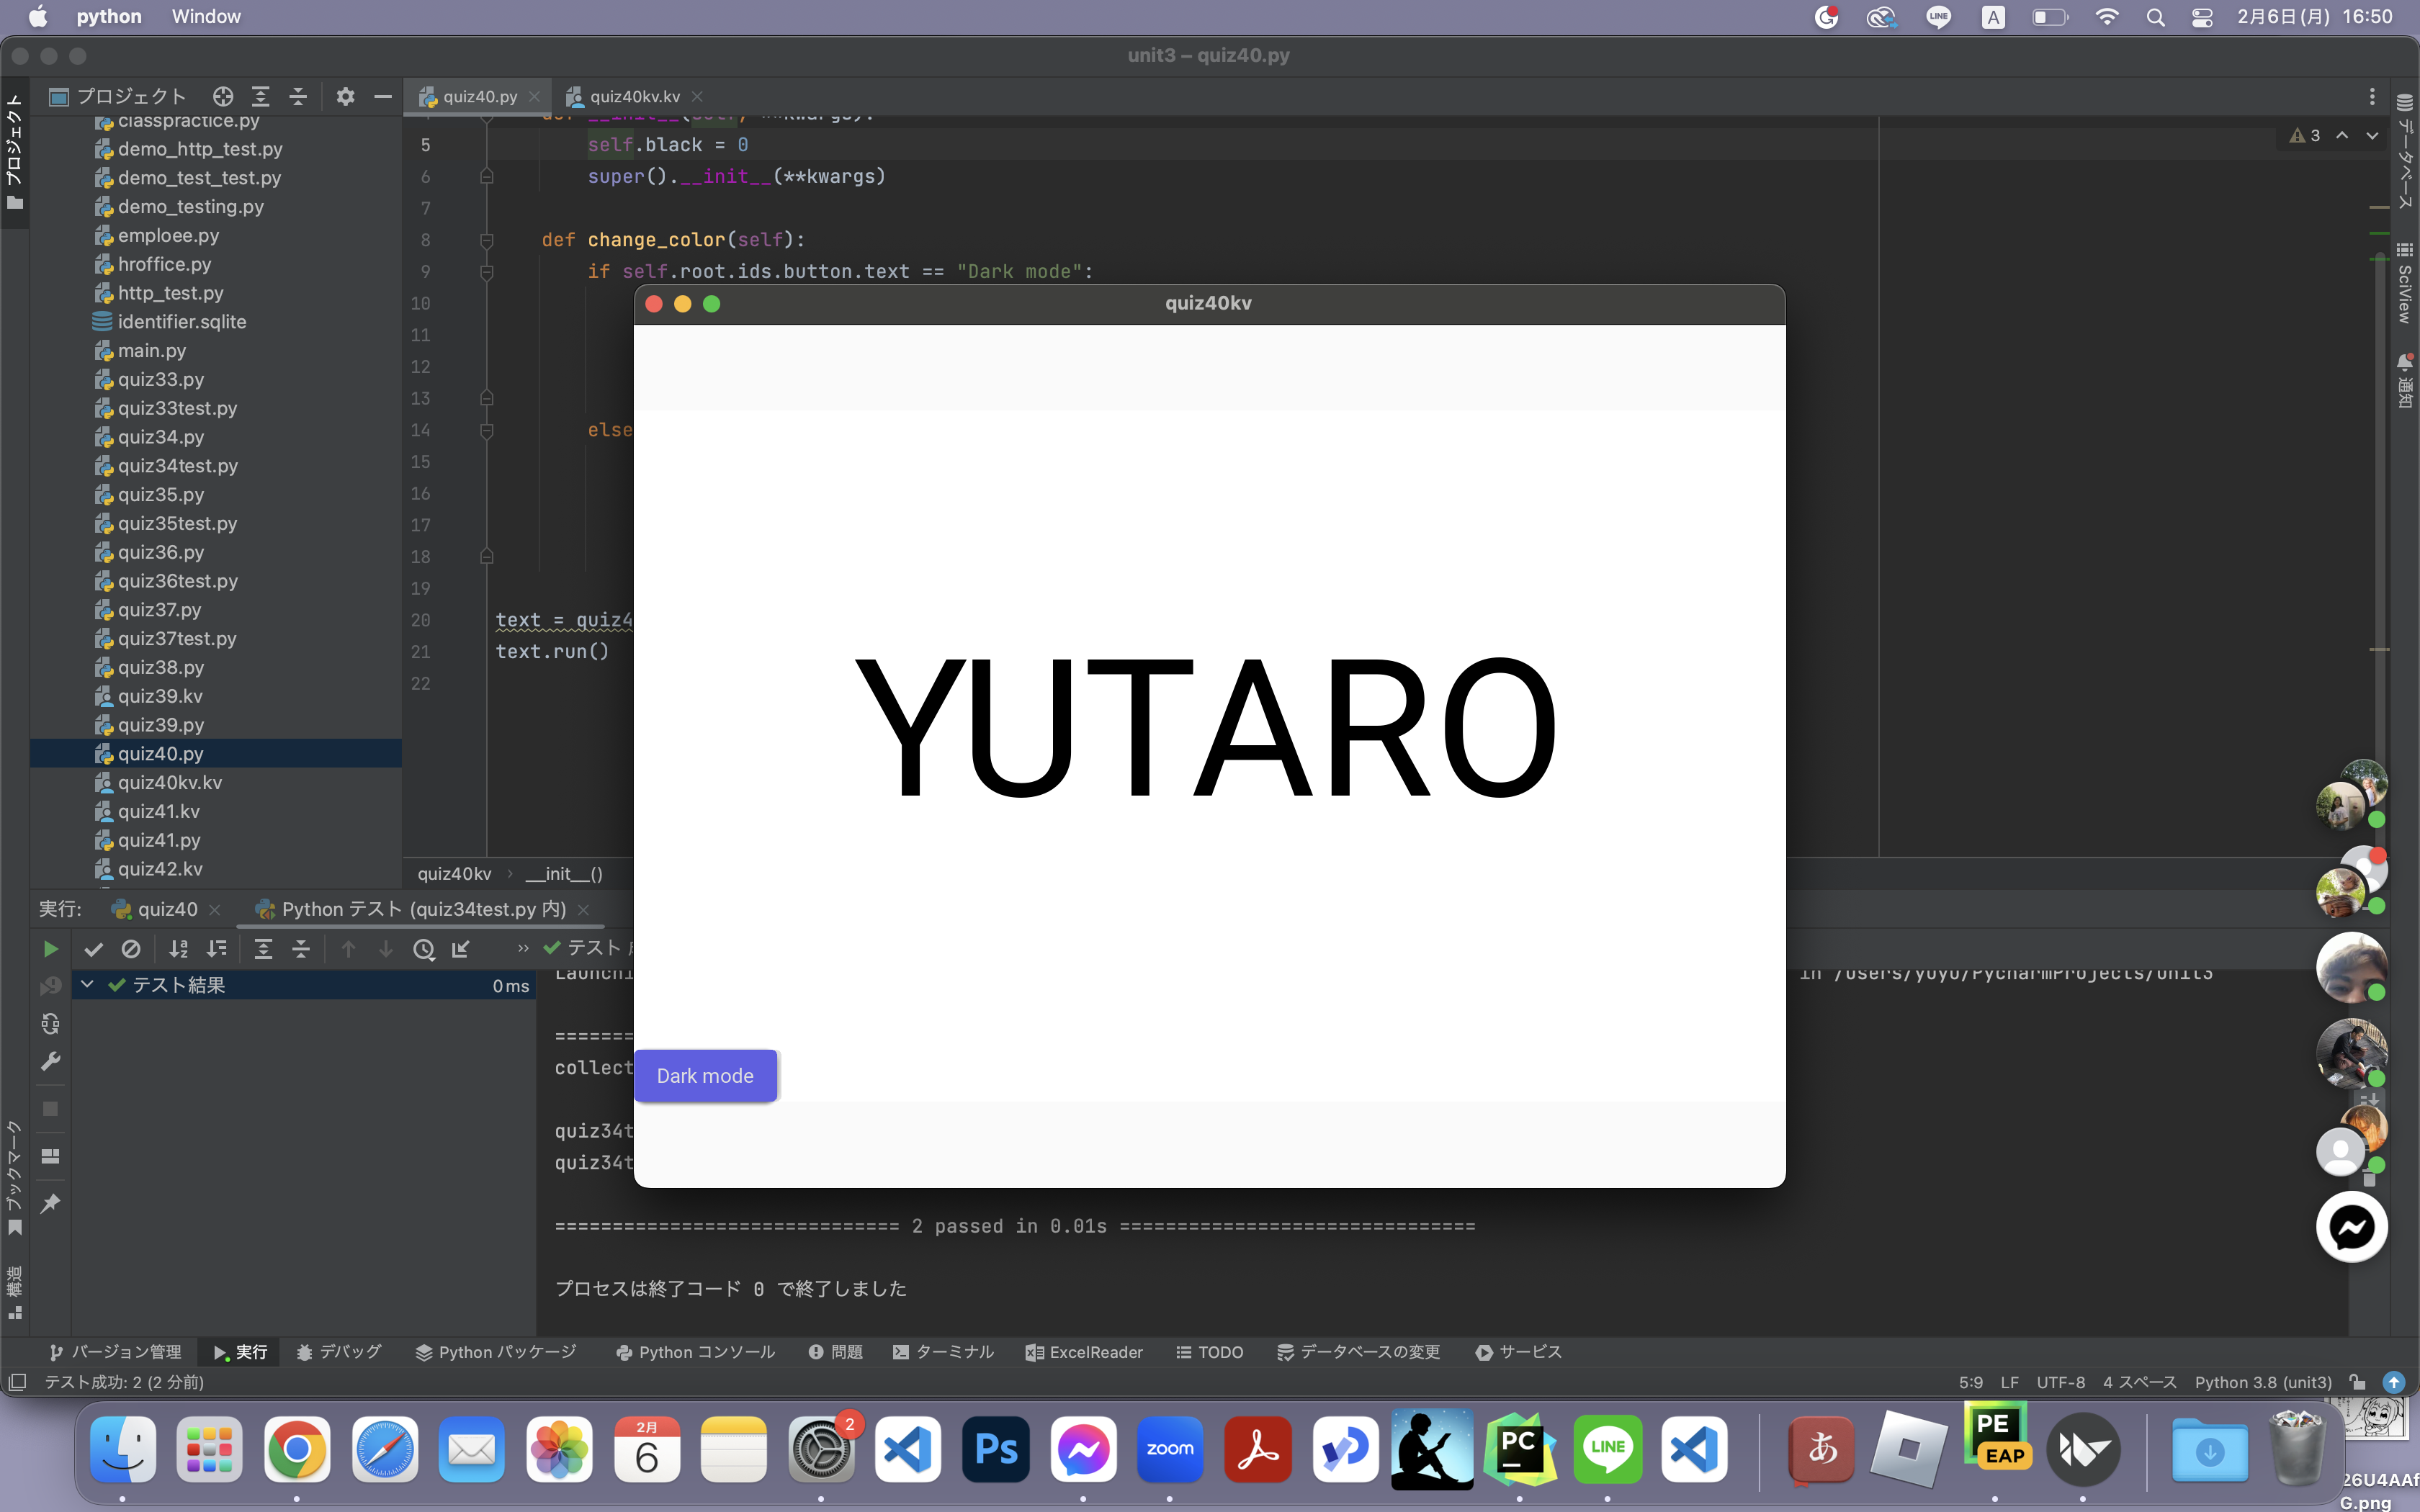 python Window
LINE A 2月6日(月) 16:50
unit3 – quiz40.py
プロジェクト
quiz40.py
quiz40kv.kv
プロジェクト
classpractice.py
demo_http_test.py
demo_test_test.py
demo_testing.py
emploee.py
hroffice.py
http_test.py
identifier.sqlite
main.py
quiz33.py
quiz33test.py
quiz34.py
quiz34test.py
quiz35.py
quiz35test.py
quiz36.py
quiz36test.py
quiz37.py
quiz37test.py
quiz38.py
quiz39.kv
quiz39.py
quiz40.py
quiz40kv.kv
quiz41.kv
quiz41.py
quiz42.kv
def __init__(self, **kwargs):
5 self.black = 0
6 super().__init__(**kwargs)
7
8 def change_color(self):
9 if self.root.ids.button.text == "Dark mode":
10
11
12
13
14 else
15
16
17
18
19
20 text = quiz4
21 text.run()
22
3
データベース
SciView
通知
quiz40kv
YUTARO
Dark mode
quiz40kv › __init__()
実行: quiz40
Python テスト (quiz34test.py 内)
テスト
テスト結果 0ms
Launchi
in /Users/yuyu/PycharmProjects/unit3
=======
collect
quiz34t
quiz34t
============================== 2 passed in 0.01s ===============================
プロセスは終了コード 0 で終了しました
ブックマーク
構造
バージョン管理 実行 デバッグ Python パッケージ Python コンソール 問題 ターミナル ExcelReader TODO データベースの変更 サービス
テスト成功: 2 (2 分前)
5:9 LF UTF-8 4 スペース Python 3.8 (unit3)
2月
6
2
Ps
zoom
PC
LINE
あ
PE
EAP
26U4AAf
G.png